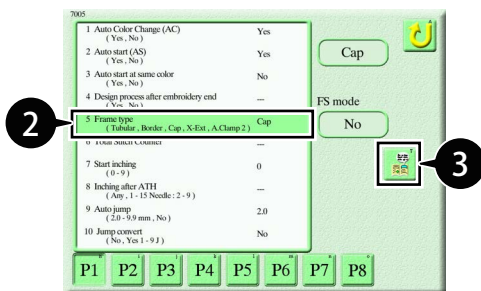 7005
1 Auto Color Change (AC) Yes
( Yes , No )
2 Auto start (AS) Yes
( Yes , No )
3 Auto start at same color No
( Yes , No )
4 Design process after embroidery end ---
( Yes , No )
5 Frame type Cap
( Tubular , Border , Cap , X-Ext , A.Clamp 2 )
6 Total Stitch Counter ---
7 Start inching 0
( 0 - 9 )
8 Inching after ATH ---
( Any , 1 - 15 Needle : 2 - 9 )
9 Auto jump 2.0
( 2.0 - 9.9 mm , No )
10 Jump convert No
( No , Yes 1 - 9 J )
Cap
FS mode
No
2
3
P1 P2 P3 P4 P5 P6 P7 P8